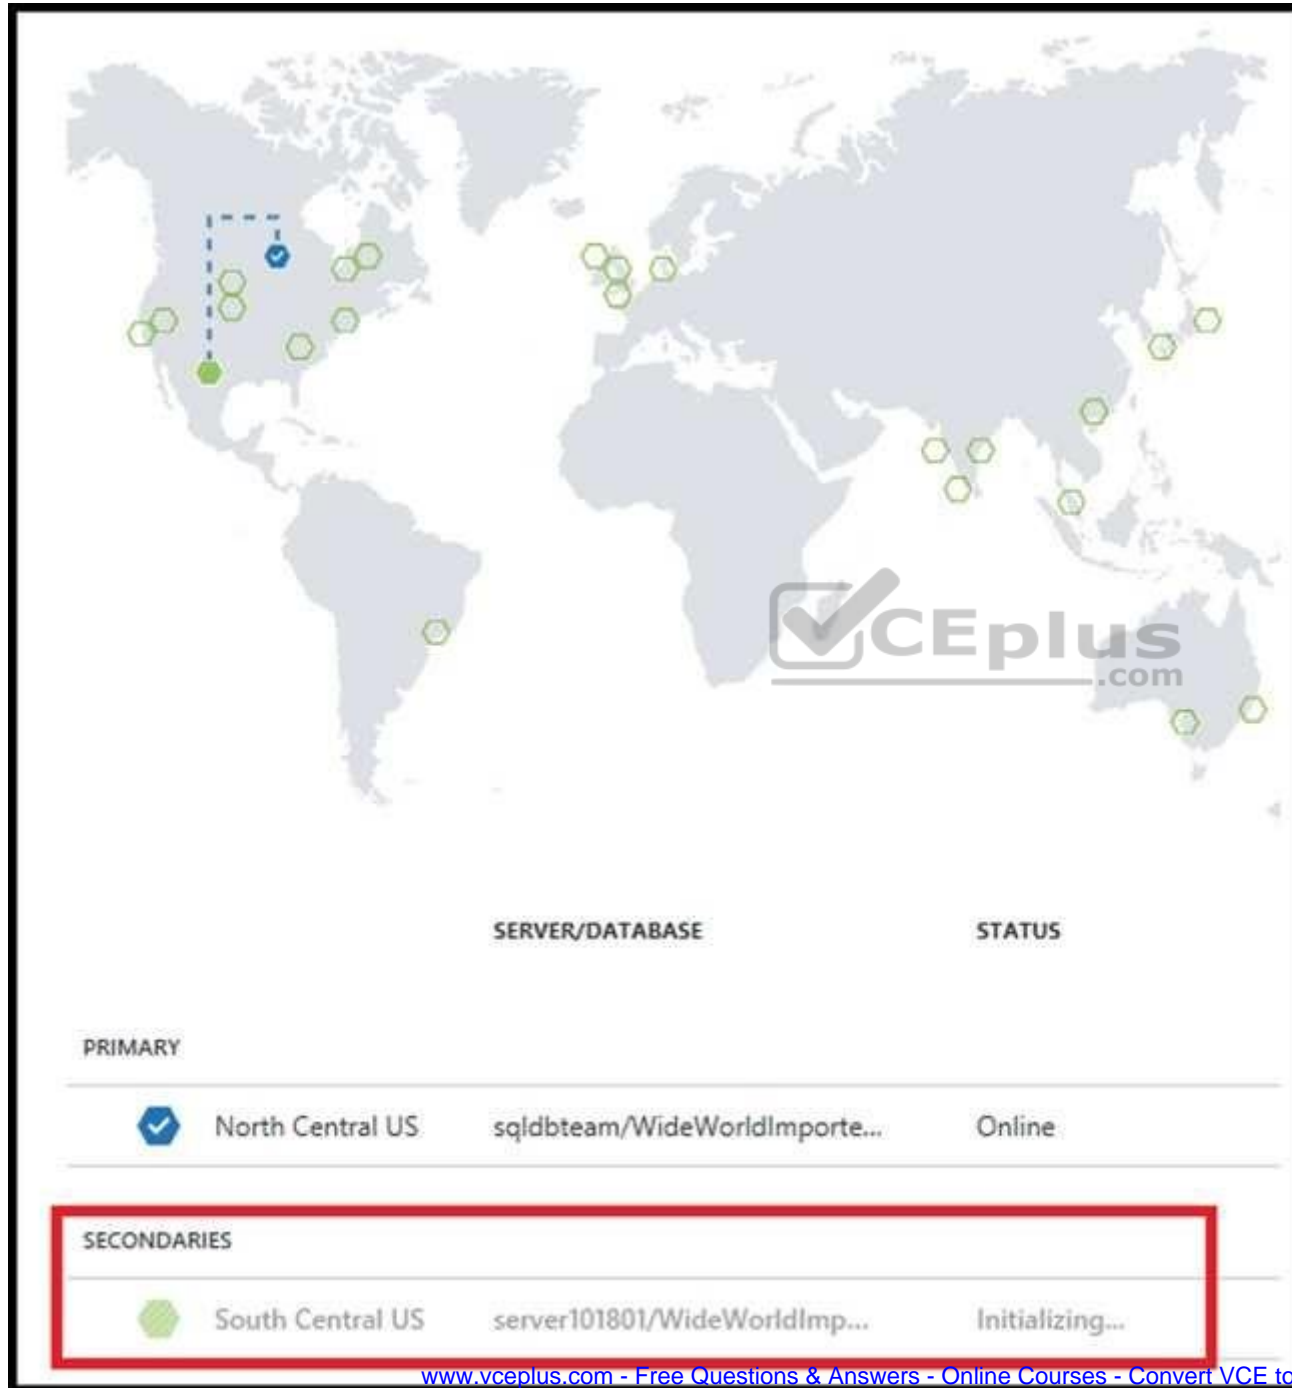 CEplus
.com
SERVER/DATABASE STATUS
PRIMARY
North Central US sqldbteam/WideWorldImporte... Online
SECONDARIES
South Central US server101801/WideWorldImp... Initializing...
www.vceplus.com - Free Questions & Answers - Online Courses - Convert VCE to